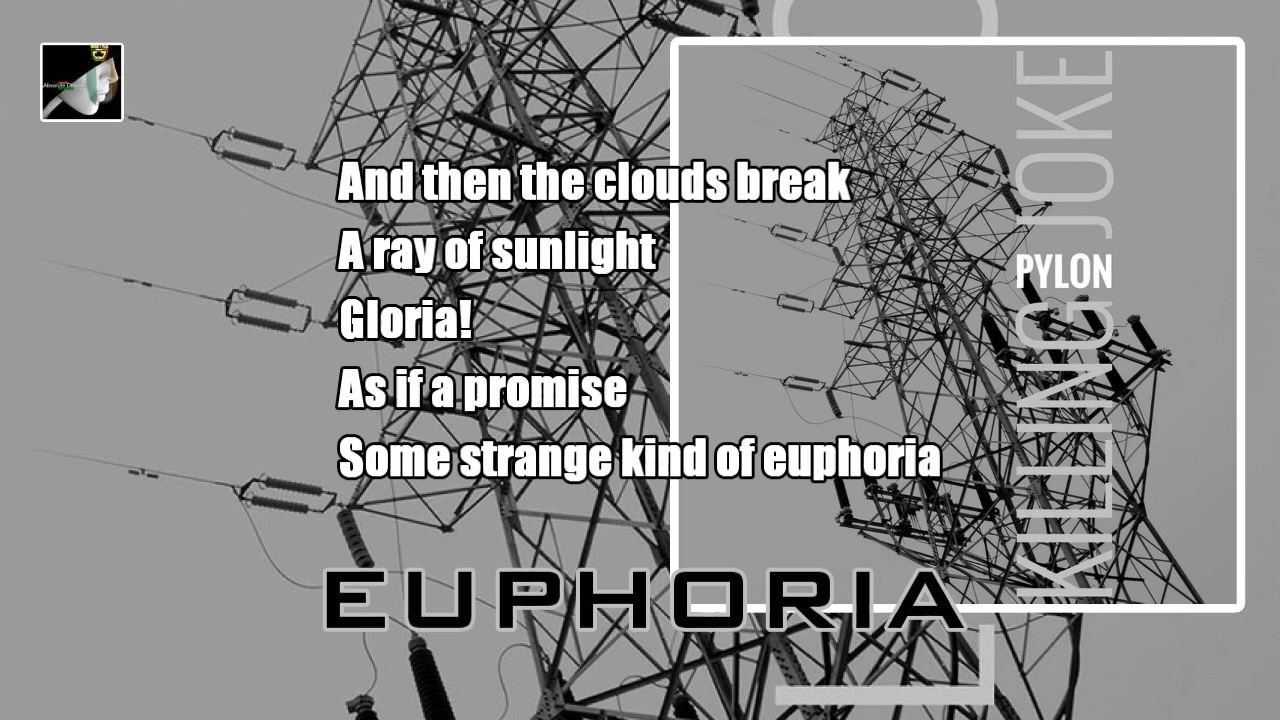 And then the clouds break
A ray of sunlight
Gloria!
As if a promise
Some strange kind of euphoria
EUPHORIA
KILLING JOKE
PYLON